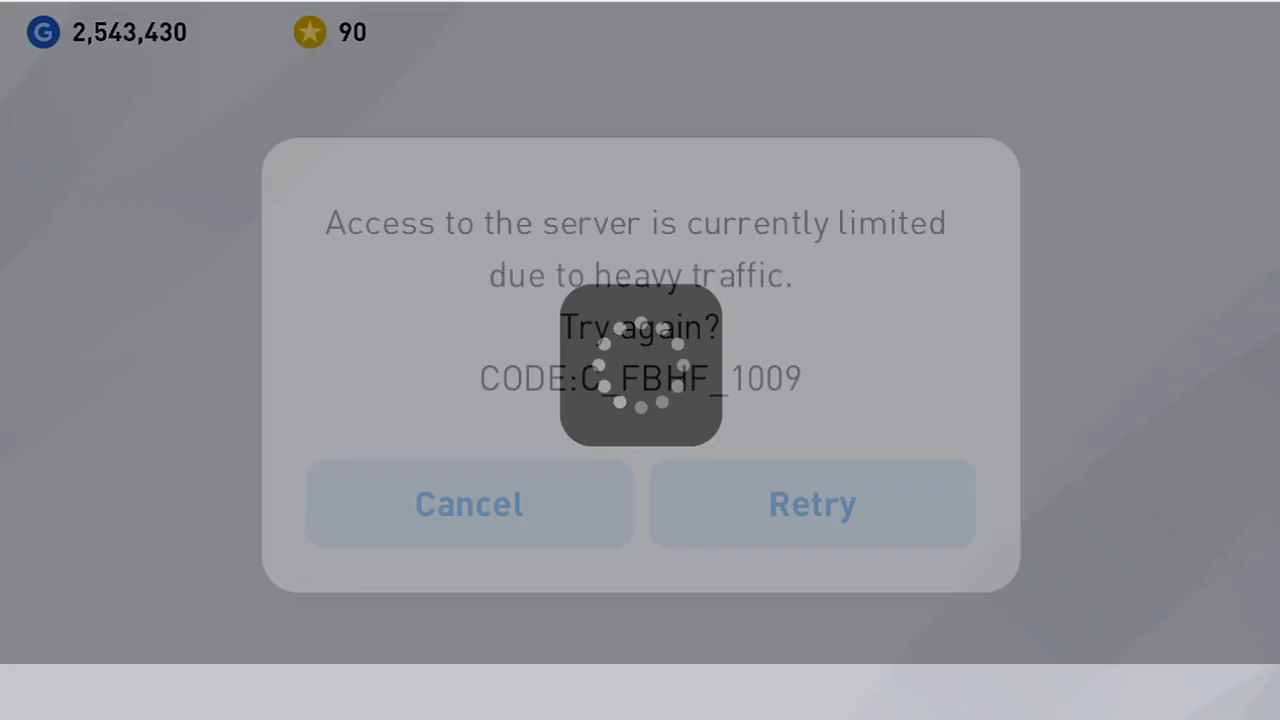 G 2,543,430 90
Access to the server is currently limited
due to heavy traffic.
Try again?
CODE:C_FBHF_1009
Cancel Retry